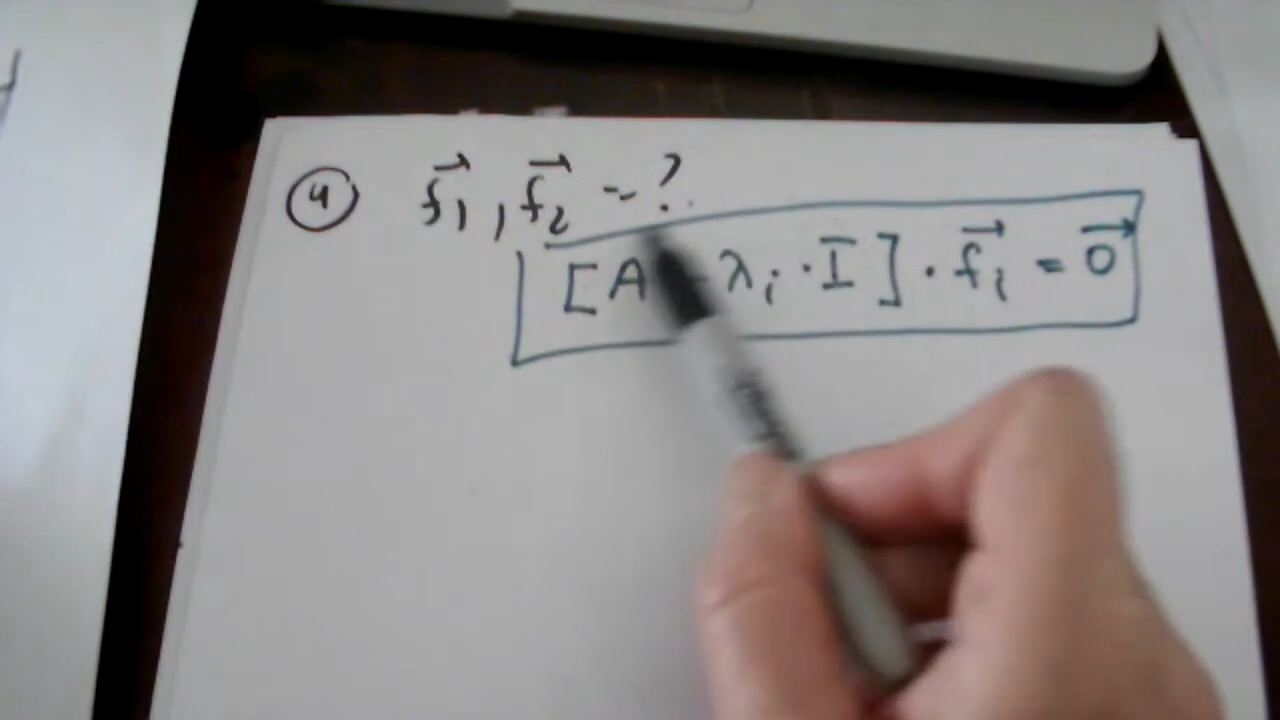 ④ f⃗₁, f⃗₂ - ?
[A - λᵢ · I] · f⃗ᵢ = 0⃗